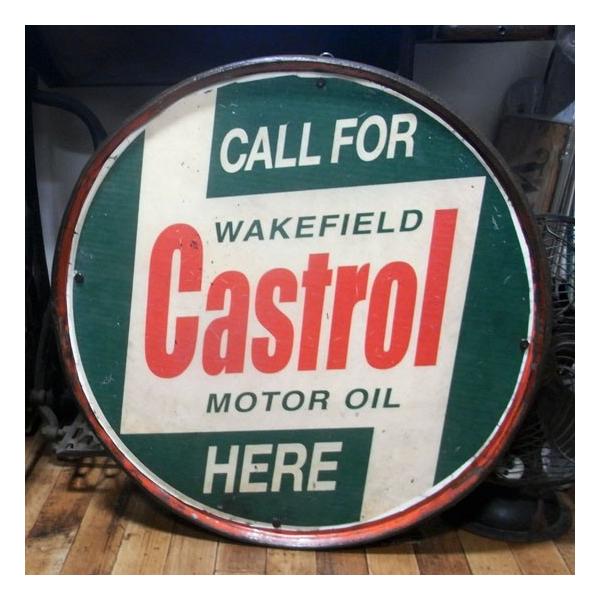 CALL FOR
WAKEFIELD
Castrol
MOTOR OIL
HERE